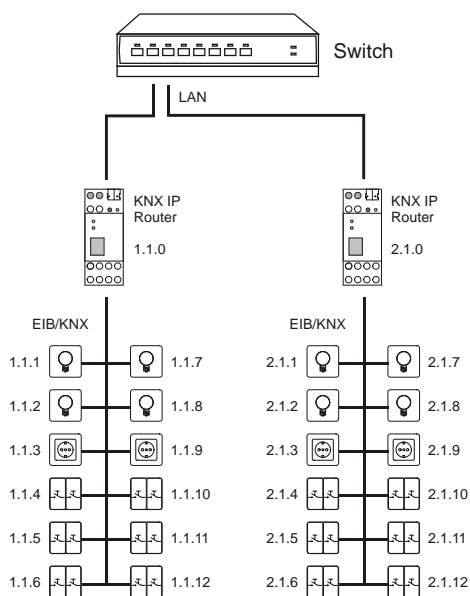 Switch
LAN
KNX IP KNX IP
Router Router
1.1.0 2.1.0
EIB/KNX EIB/KNX
1.1.1 1.1.7 2.1.1 2.1.7
1.1.2 1.1.8 2.1.2 2.1.8
1.1.3 1.1.9 2.1.3 2.1.9
1.1.4 1.1.10 2.1.4 2.1.10
1.1.5 1.1.11 2.1.5 2.1.11
1.1.6 1.1.12 2.1.6 2.1.12